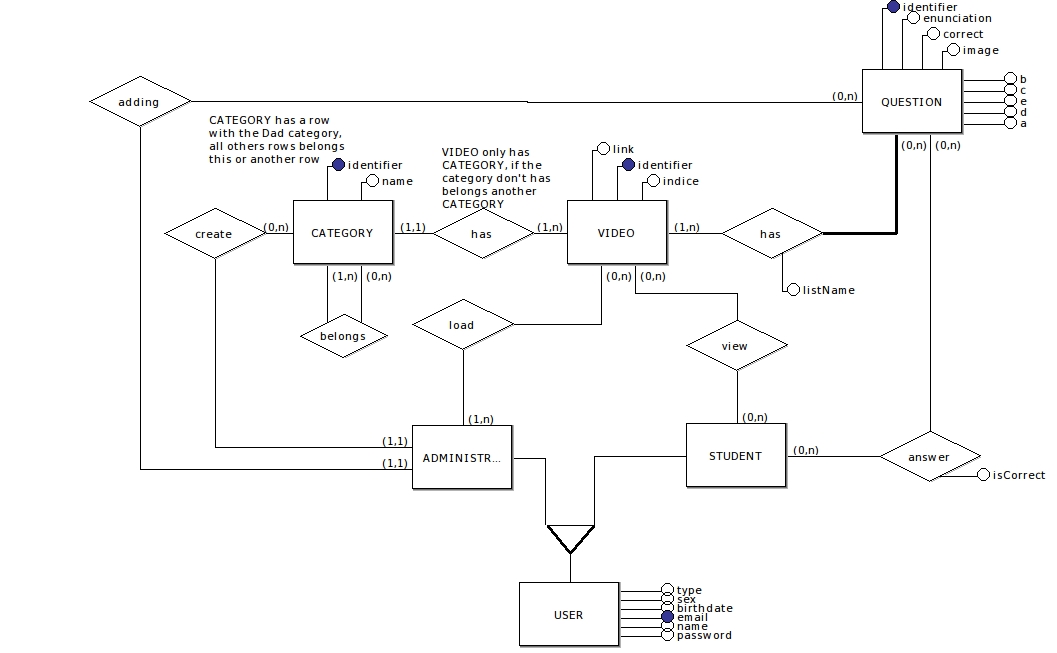 identifier
enunciation
correct
image
adding
(0,n)
QUESTION
b
c
e
d
a
CATEGORY has a row
with the Dad category,
all others rows belongs
this or another row
VIDEO only has
CATEGORY, if the
category don't has
belongs another
CATEGORY
link
(0,n)
(0,n)
identifier
name
identifier
indice
create
(0,n)
CATEGORY
(1,1)
has
(1,n)
VIDEO
(1,n)
has
(1,n)
(0,n)
(0,n)
(0,n)
listName
belongs
load
view
(1,n)
(0,n)
(1,1)
(1,1)
ADMINISTR...
STUDENT
(0,n)
answer
isCorrect
USER
type
sex
birthdate
email
name
password